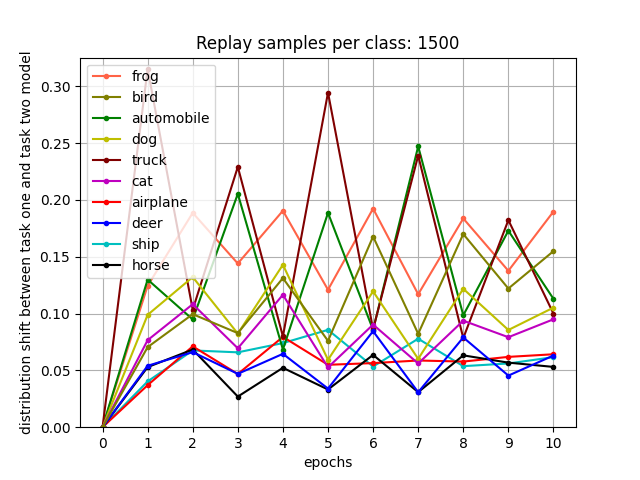 Replay samples per class: 1500
distribution shift between task one and task two model
0.30
0.25
0.20
0.15
0.10
0.05
0.00
frog
bird
automobile
dog
truck
cat
airplane
deer
ship
horse
0 1 2 3 4 5 6 7 8 9 10
epochs